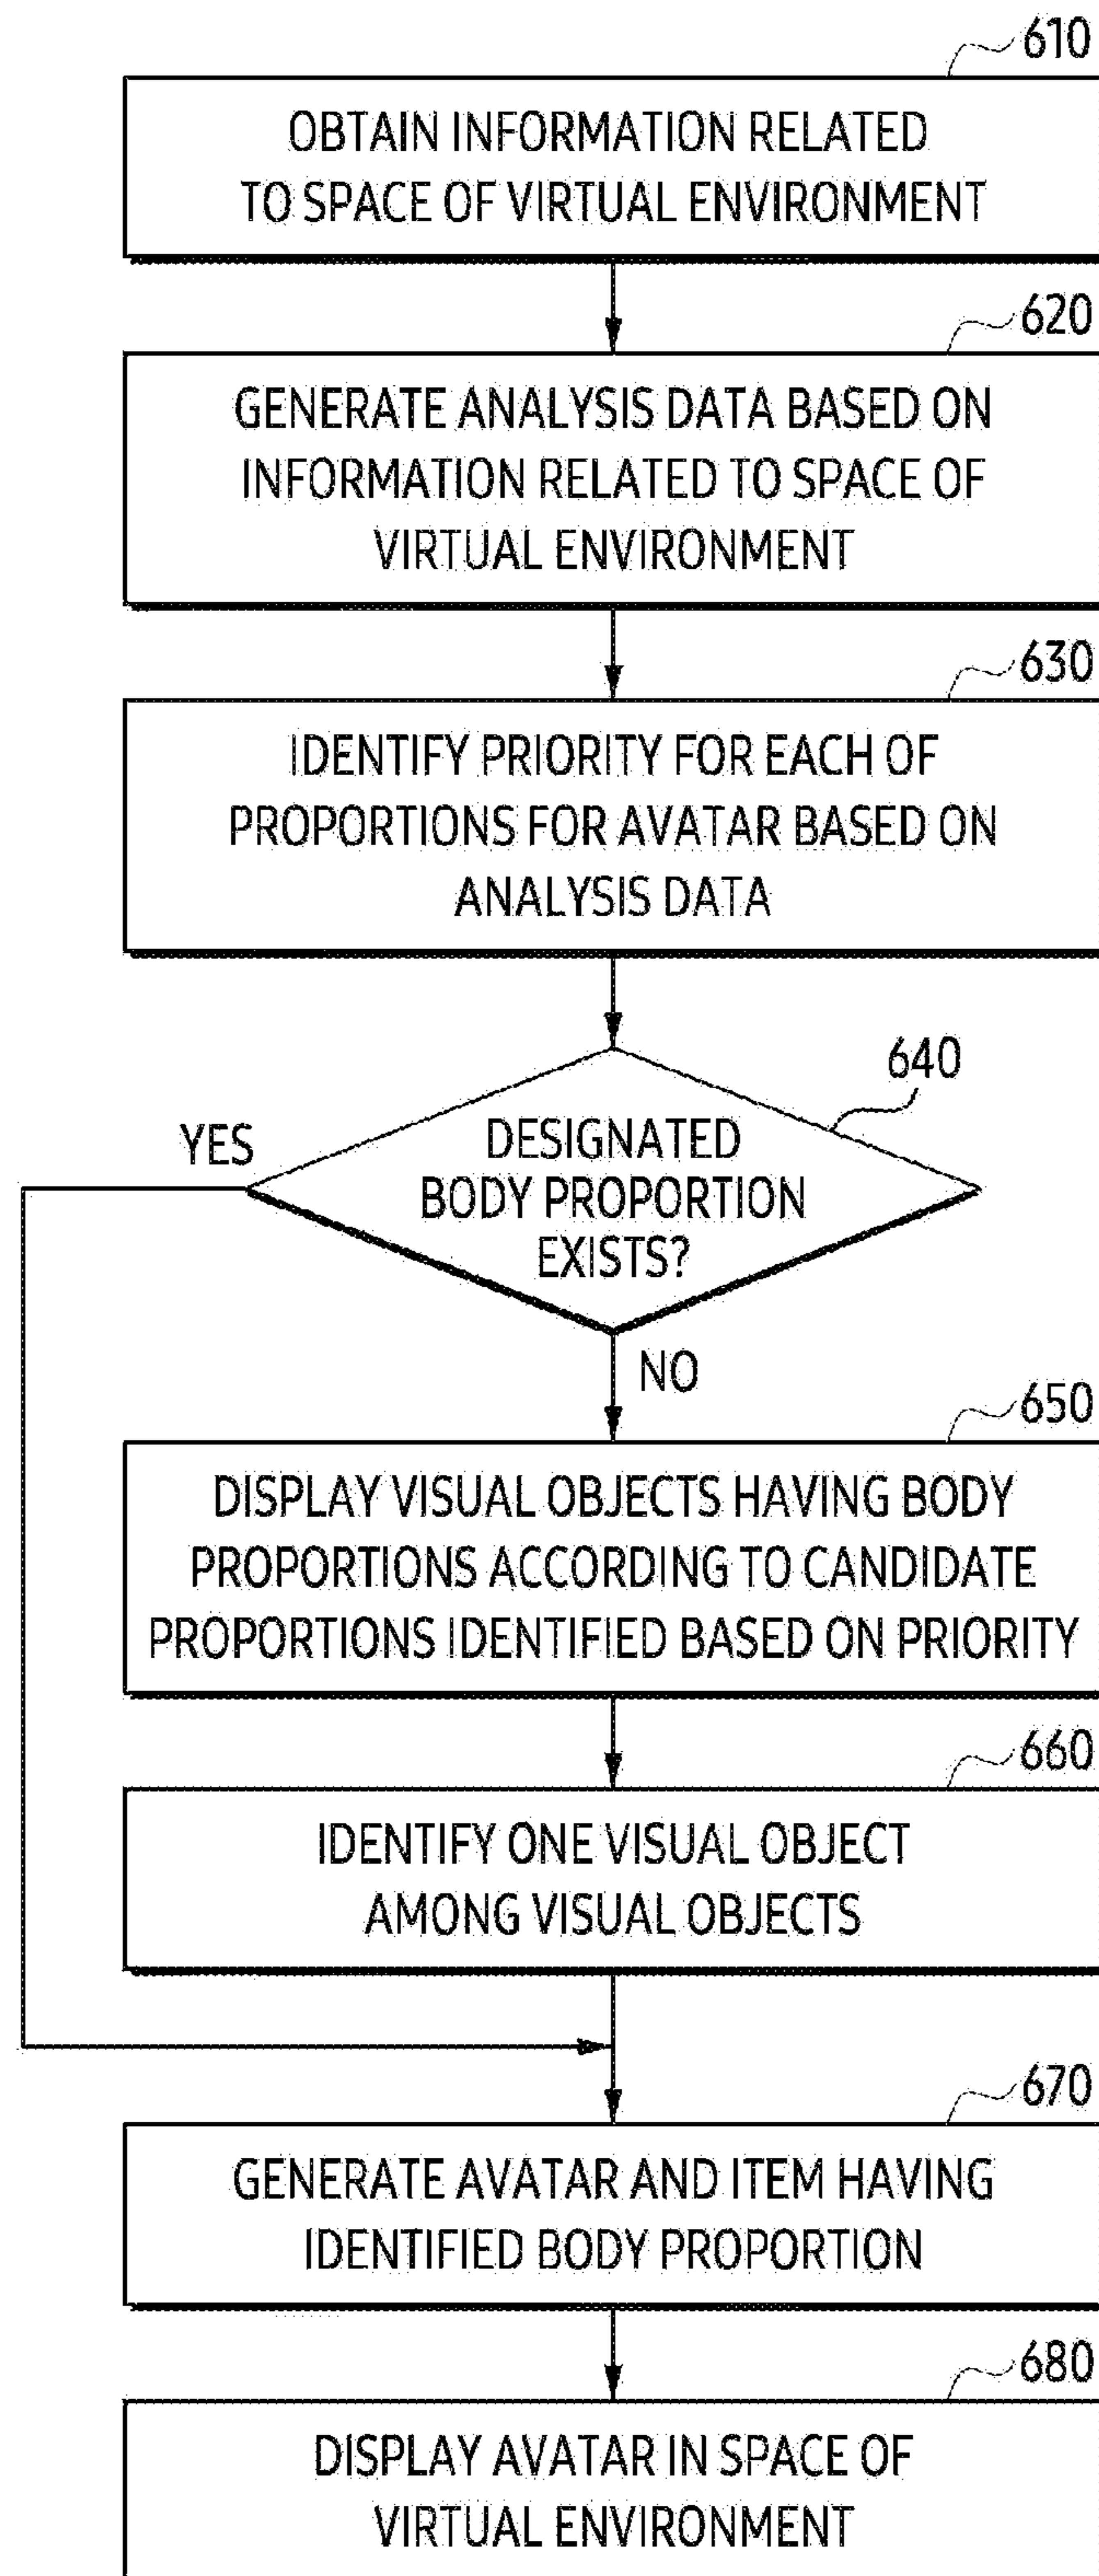 610
OBTAIN INFORMATION RELATED
TO SPACE OF VIRTUAL ENVIRONMENT
620
GENERATE ANALYSIS DATA BASED ON
INFORMATION RELATED TO SPACE OF
VIRTUAL ENVIRONMENT
630
IDENTIFY PRIORITY FOR EACH OF
PROPORTIONS FOR AVATAR BASED ON
ANALYSIS DATA
640
YES
DESIGNATED
BODY PROPORTION
EXISTS?
NO
650
DISPLAY VISUAL OBJECTS HAVING BODY
PROPORTIONS ACCORDING TO CANDIDATE
PROPORTIONS IDENTIFIED BASED ON PRIORITY
660
IDENTIFY ONE VISUAL OBJECT
AMONG VISUAL OBJECTS
670
GENERATE AVATAR AND ITEM HAVING
IDENTIFIED BODY PROPORTION
680
DISPLAY AVATAR IN SPACE OF
VIRTUAL ENVIRONMENT